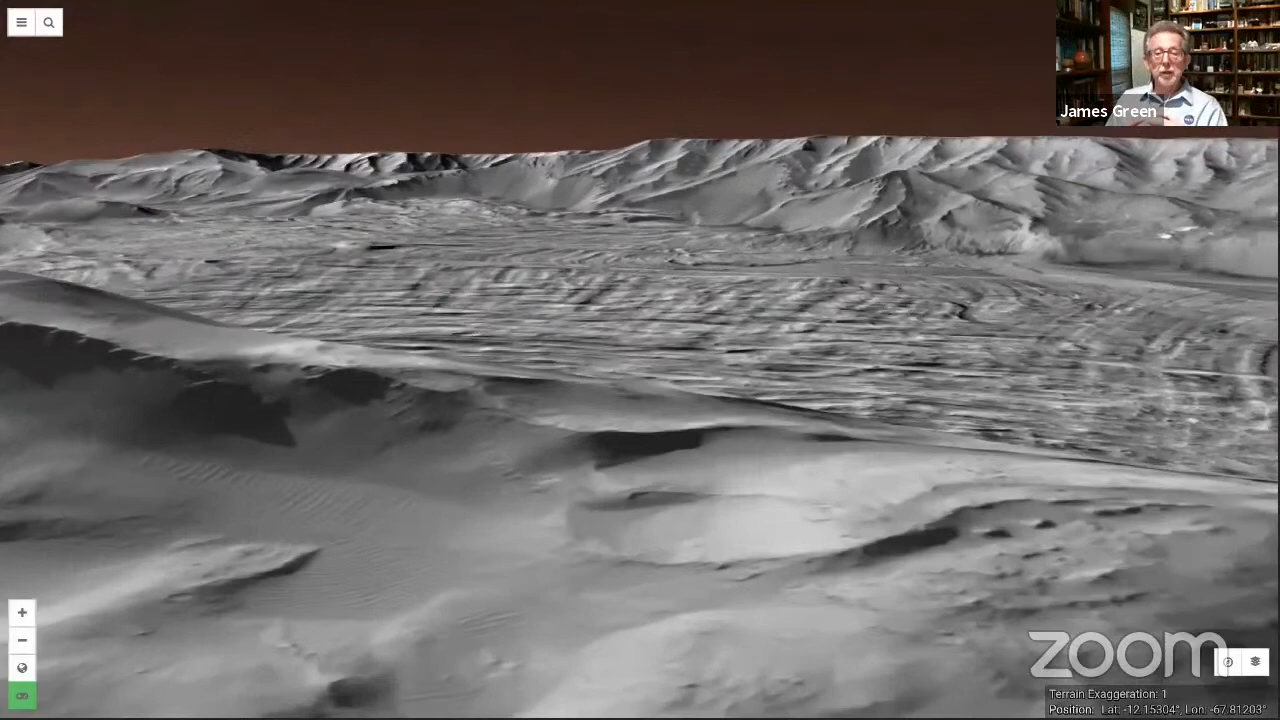 James Green
zoom
Terrain Exaggeration: 1
Position: Lat: -12.15304°, Lon: -67.81203°